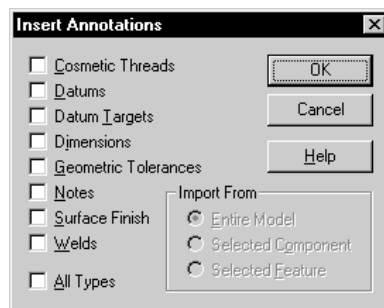 Insert Annotations
Cosmetic Threads
Datums
Datum Targets
Dimensions
Geometric Tolerances
Notes
Surface Finish
Welds
All Types
OK
Cancel
Help
Import From
Entire Model
Selected Component
Selected Feature